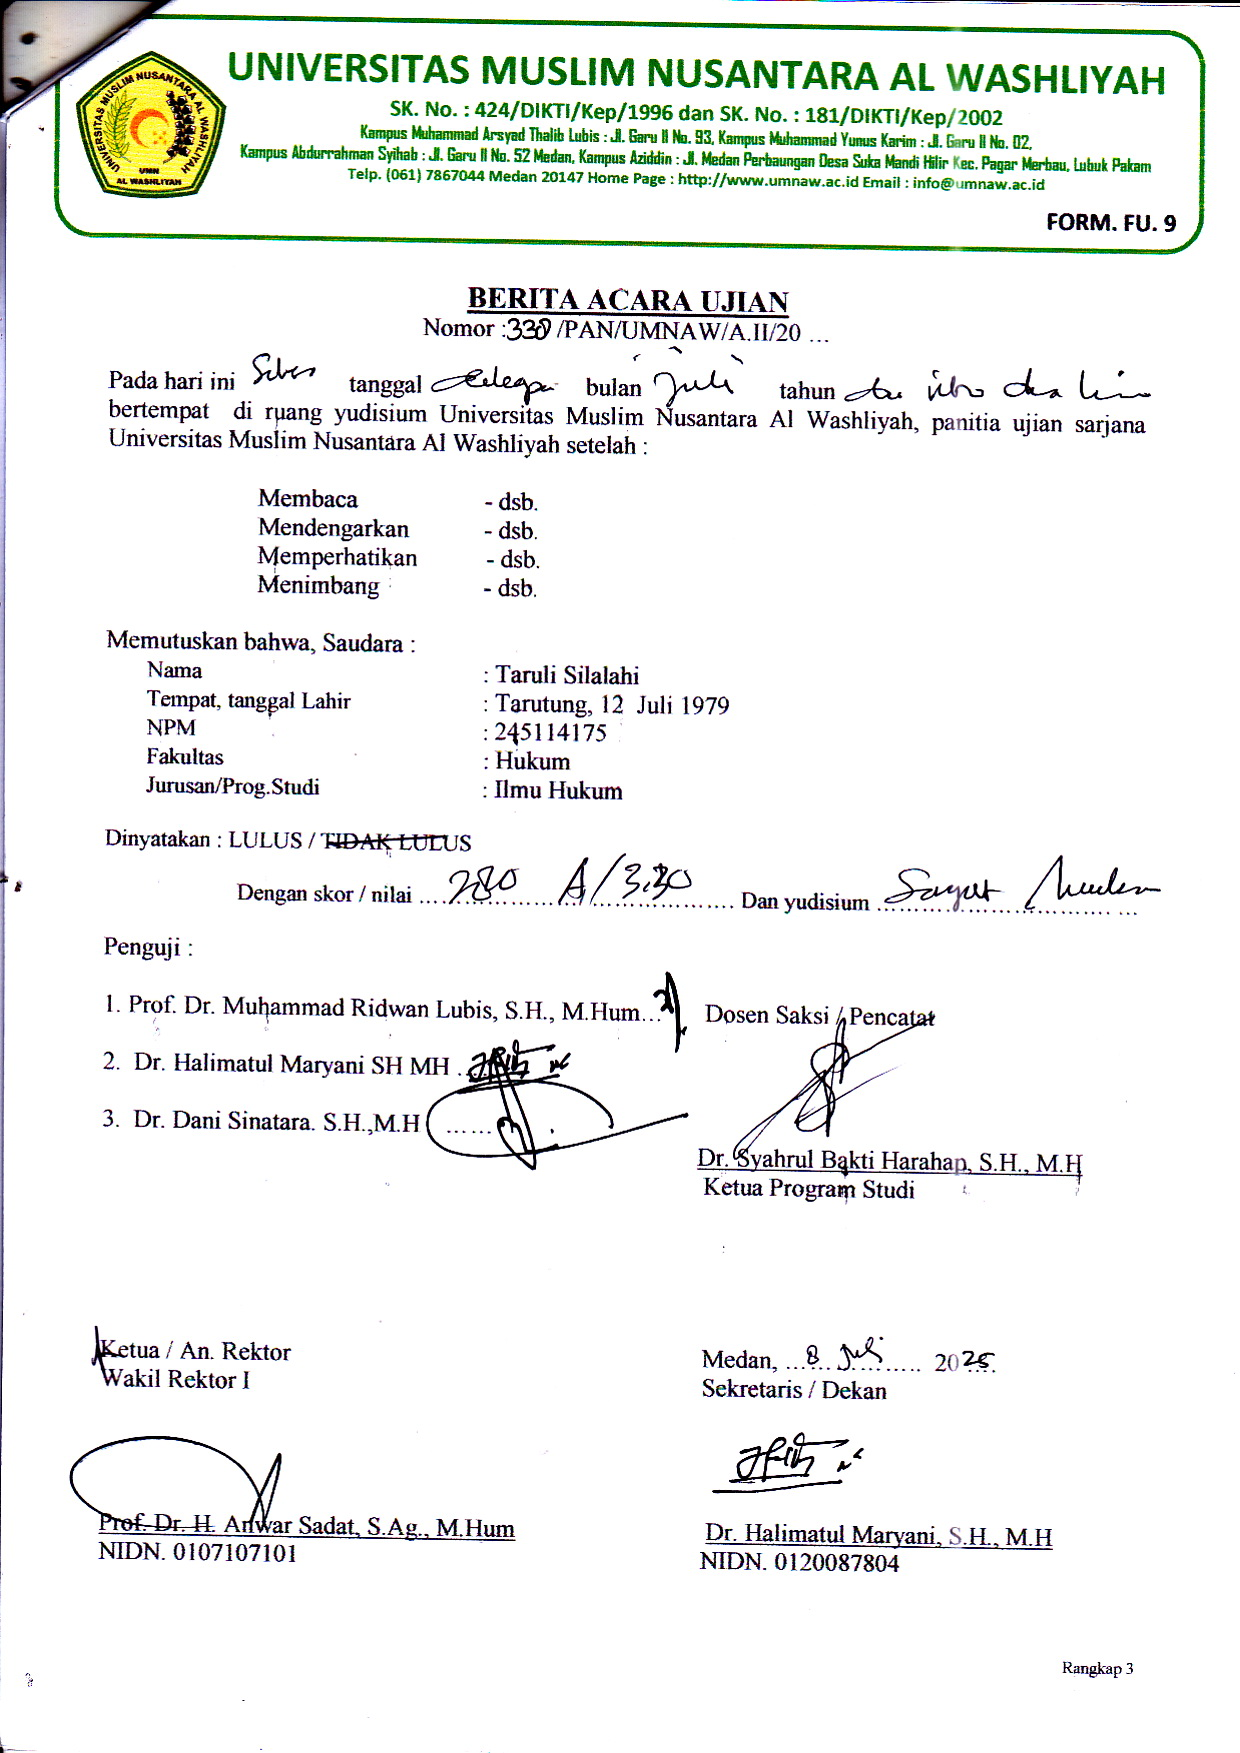 UNIVERSITAS MUSLIM NUSANTARA AL WASHLIYAH
SK. No. : 424/DIKTI/Kep/1996 dan SK. No. : 181/DIKTI/Kep/2002
Kampus Muhammad Arsyad Thalib Lubis : Jl. Garu II No. 93, Kampus Muhammad Yunus Karim : Jl. Garu II No. 02,
Kampus Abdurrahman Syihab : Jl. Garu II No. 52 Medan, Kampus Aziddin : Jl. Medan Perbaungan Desa Suka Mandi Hilir Kec. Pagar Merbau, Lubuk Pakam
Telp. (061) 7867044 Medan 20147 Home Page : http://www.umnaw.ac.id Email : info@umnaw.ac.id
UNIVERSITAS MUSLIM NUSANTARA AL WASHLIYAH
UMN
AL WASHLIYAH
FORM. FU. 9
BERITA ACARA UJIAN
Nomor :330/PAN/UMNAW/A.II/20 ...
Pada hari ini tanggal bulan Juli tahun
bertempat di ruang yudisium Universitas Muslim Nusantara Al Washliyah, panitia ujian sarjana
Universitas Muslim Nusantara Al Washliyah setelah :
Membaca - dsb.
Mendengarkan - dsb.
Memperhatikan - dsb.
Menimbang - dsb.
Memutuskan bahwa, Saudara :
Nama : Taruli Silalahi
Tempat, tanggal Lahir : Tarutung, 12 Juli 1979
NPM : 245114175
Fakultas : Hukum
Jurusan/Prog.Studi : Ilmu Hukum
Dinyatakan : LULUS / TIDAK LULUS
Dengan skor / nilai .... 280 A/3.30 .... Dan yudisium ....
Penguji :
1. Prof. Dr. Muhammad Ridwan Lubis, S.H., M.Hum... Dosen Saksi / Pencatat
2. Dr. Halimatul Maryani SH MH ...
3. Dr. Dani Sinatara. S.H.,M.H ......
Dr. Syahrul Bakti Harahap, S.H., M.H
Ketua Program Studi
Ketua / An. Rektor
Wakil Rektor I
Medan, ... 8 Juli ... 2025
Sekretaris / Dekan
Prof. Dr. H. Anwar Sadat, S.Ag., M.Hum
NIDN. 0107107101
Dr. Halimatul Maryani, S.H., M.H
NIDN. 0120087804
Rangkap 3